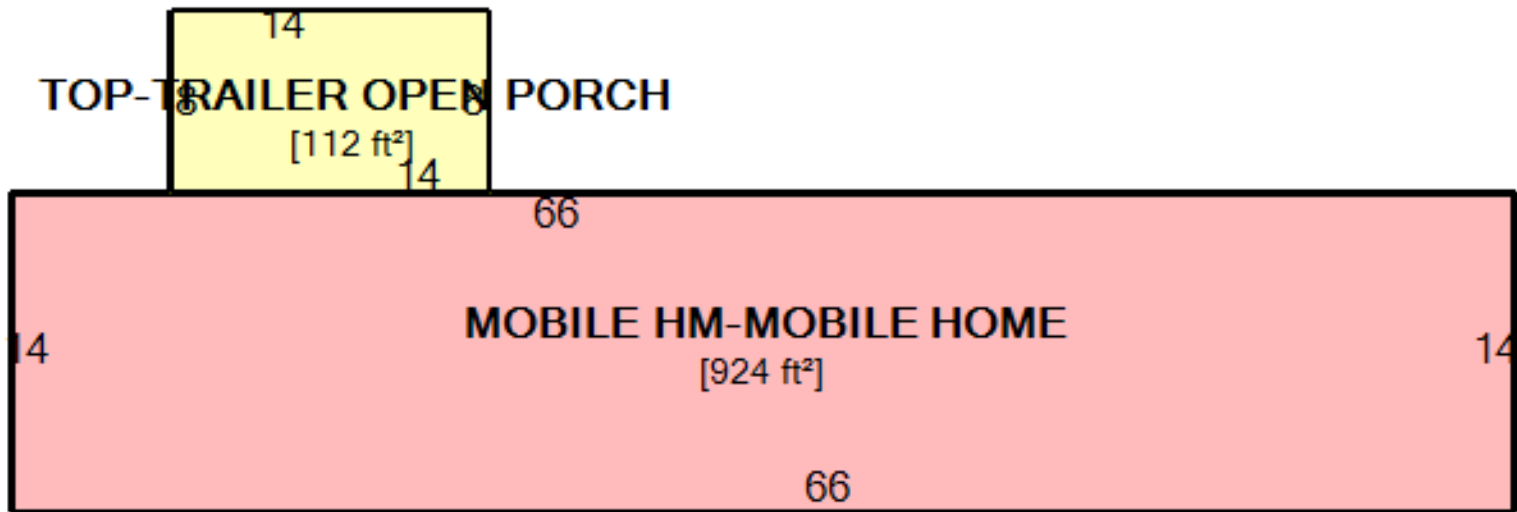 14
TOP-TRAILER OPEN PORCH
8 8
[112 ft²]
14
66
MOBILE HM-MOBILE HOME
14 14
[924 ft²]
66